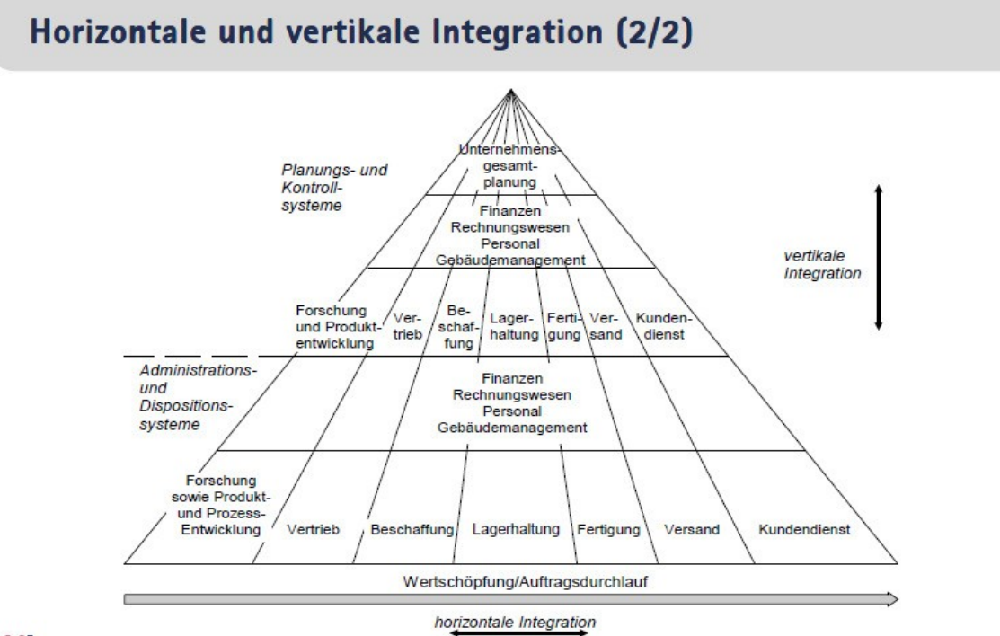 Horizontale und vertikale Integration (2/2)
Planungs- und
Kontroll-
systeme
Unternehmens-
gesamt-
planung
Finanzen
Rechnungswesen
Personal
Gebäudemanagement
vertikale
Integration
Forschung
und Produkt-
entwicklung
Ver-
trieb
Be-
schaf-
fung
Lager-
haltung
Ferti-
gung
Ver-
sand
Kunden-
dienst
Administrations-
und
Dispositions-
systeme
Finanzen
Rechnungswesen
Personal
Gebäudemanagement
Forschung
sowie Produkt-
und Prozess-
Entwicklung
Vertrieb
Beschaffung
Lagerhaltung
Fertigung
Versand
Kundendienst
Wertschöpfung/Auftragsdurchlauf
horizontale Integration